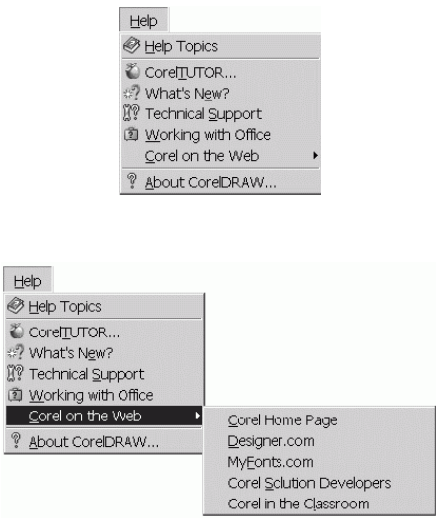 Help
Help Topics
CorelTUTOR...
What's New?
Technical Support
Working with Office
Corel on the Web
About CorelDRAW...
Help
Help Topics
CorelTUTOR...
What's New?
Technical Support
Working with Office
Corel on the Web
About CorelDRAW...
Corel Home Page
Designer.com
MyFonts.com
Corel Solution Developers
Corel in the Classroom